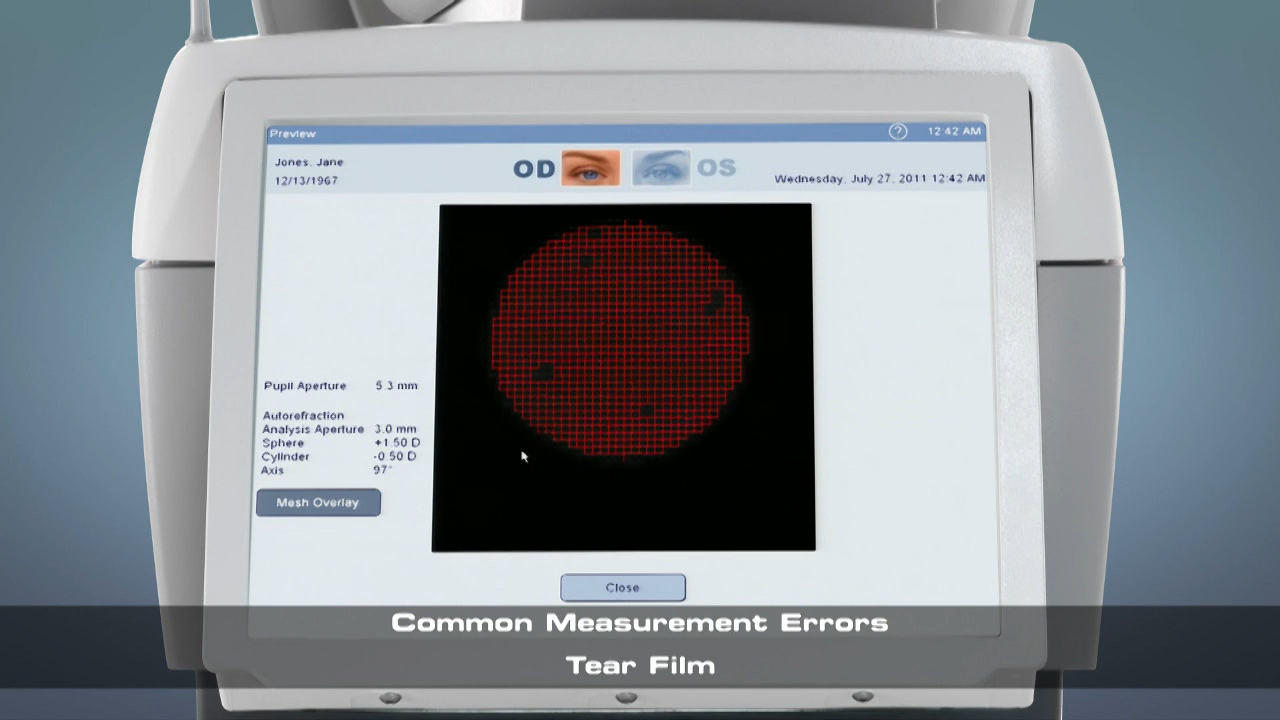 Preview
? 12:42 AM
Jones, Jane
12/13/1967
OD
OS
Wednesday, July 27, 2011 12:42 AM
Pupil Aperture 5.3 mm
Autorefraction
Analysis Aperture 3.0 mm
Sphere +1.50 D
Cylinder -0.50 D
Axis 97°
Mesh Overlay
Close
Common Measurement Errors
Tear Film